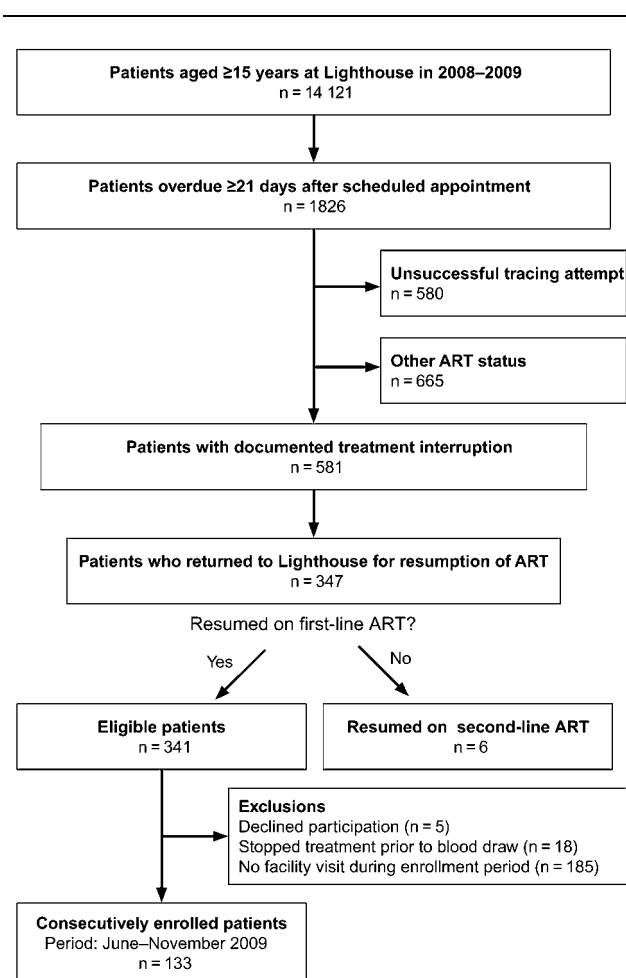 Patients aged ≥15 years at Lighthouse in 2008–2009
n = 14 121
Patients overdue ≥21 days after scheduled appointment
n = 1826
Unsuccessful tracing attempt
n = 580
Other ART status
n = 665
Patients with documented treatment interruption
n = 581
Patients who returned to Lighthouse for resumption of ART
n = 347
Resumed on first-line ART?
Yes
No
Eligible patients
n = 341
Resumed on second-line ART
n = 6
Exclusions
Declined participation (n = 5)
Stopped treatment prior to blood draw (n = 18)
No facility visit during enrollment period (n = 185)
Consecutively enrolled patients
Period: June–November 2009
n = 133